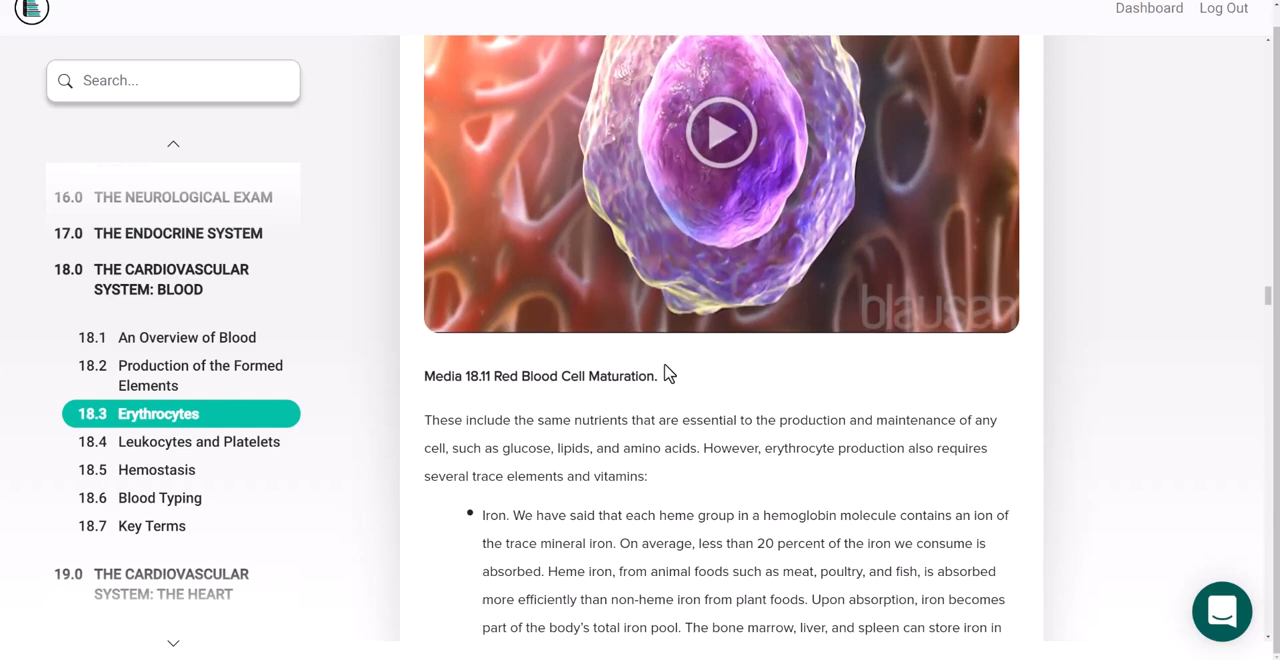 Dashboard Log Out
Search...
16.0 THE NEUROLOGICAL EXAM
17.0 THE ENDOCRINE SYSTEM
18.0 THE CARDIOVASCULAR
SYSTEM: BLOOD
18.1 An Overview of Blood
18.2 Production of the Formed
Elements
18.3 Erythrocytes
18.4 Leukocytes and Platelets
18.5 Hemostasis
18.6 Blood Typing
18.7 Key Terms
19.0 THE CARDIOVASCULAR
SYSTEM: THE HEART
blausen
Media 18.11 Red Blood Cell Maturation.
These include the same nutrients that are essential to the production and maintenance of any
cell, such as glucose, lipids, and amino acids. However, erythrocyte production also requires
several trace elements and vitamins:
• Iron. We have said that each heme group in a hemoglobin molecule contains an ion of
the trace mineral iron. On average, less than 20 percent of the iron we consume is
absorbed. Heme iron, from animal foods such as meat, poultry, and fish, is absorbed
more efficiently than non-heme iron from plant foods. Upon absorption, iron becomes
part of the body's total iron pool. The bone marrow, liver, and spleen can store iron in